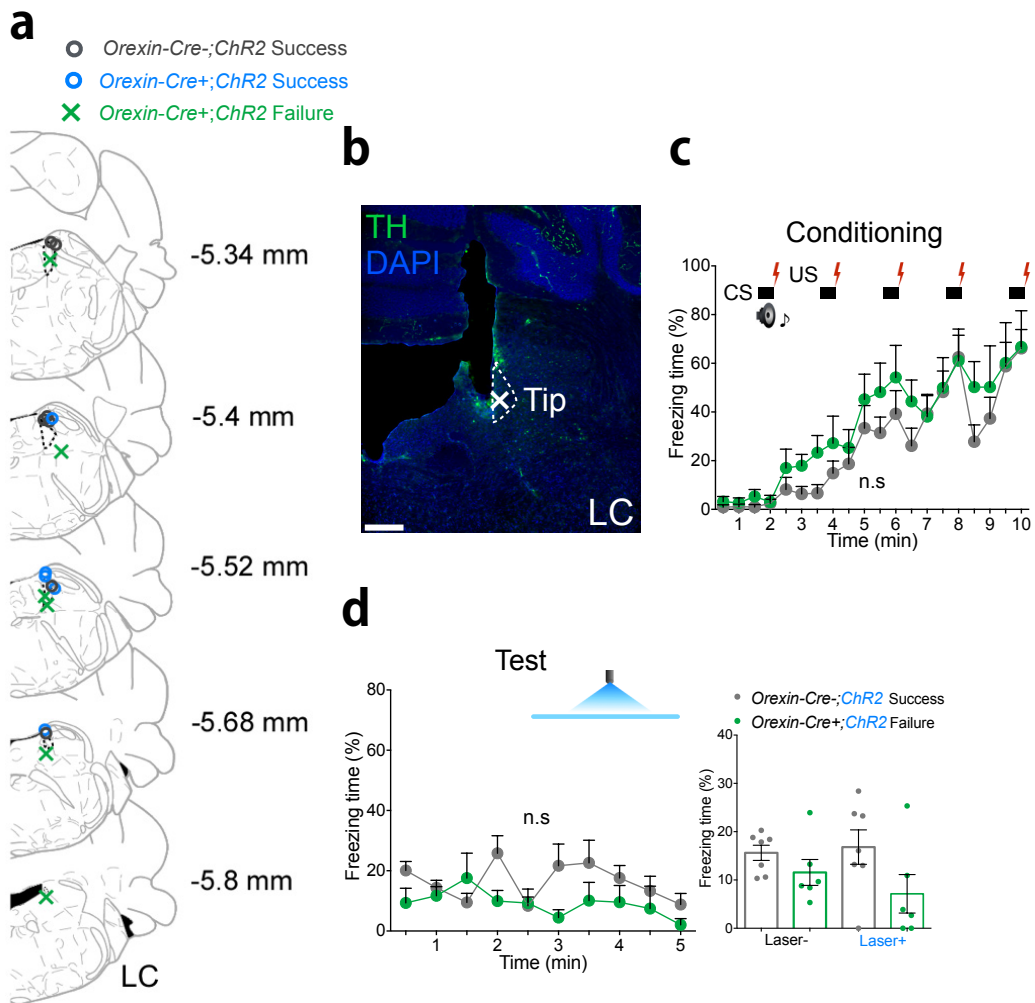 a
Orexin-Cre-;ChR2 Success
Orexin-Cre+;ChR2 Success
Orexin-Cre+;ChR2 Failure
-5.34 mm
-5.4 mm
-5.52 mm
-5.68 mm
-5.8 mm
LC
b
TH
DAPI
Tip
LC
c
Conditioning
100
80
60
40
20
0
Freezing time (%)
CS
US
n.s
1 2 3 4 5 6 7 8 9 10
Time (min)
d
Test
80
60
40
20
0
Freezing time (%)
n.s
1 2 3 4 5
Time (min)
Orexin-Cre-;ChR2 Success
Orexin-Cre+;ChR2 Failure
40
30
20
10
0
Freezing time (%)
Laser- Laser+